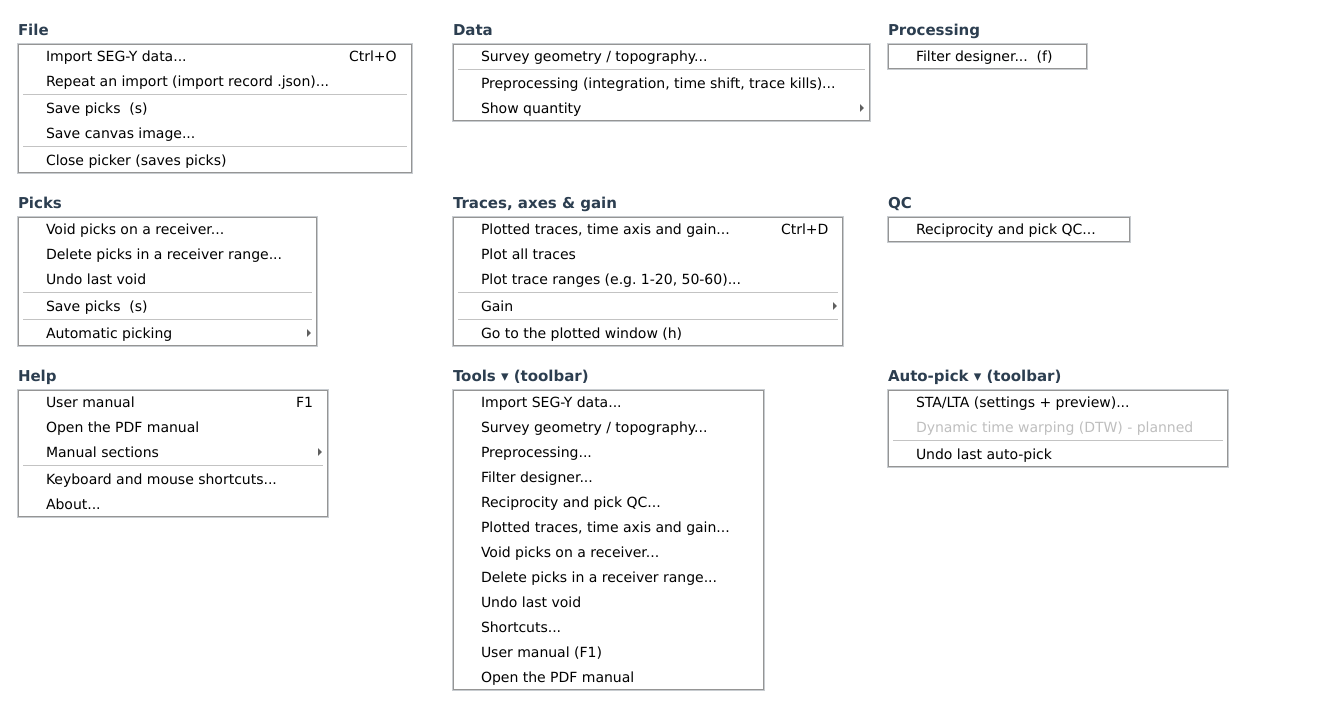 File
Import SEG-Y data... Ctrl+O
Repeat an import (import record .json)...
Save picks (s)
Save canvas image...
Close picker (saves picks)
Data
Survey geometry / topography...
Preprocessing (integration, time shift, trace kills)...
Show quantity
Processing
Filter designer... (f)
Picks
Void picks on a receiver...
Delete picks in a receiver range...
Undo last void
Save picks (s)
Automatic picking
Traces, axes & gain
Plotted traces, time axis and gain... Ctrl+D
Plot all traces
Plot trace ranges (e.g. 1-20, 50-60)...
Gain
Go to the plotted window (h)
QC
Reciprocity and pick QC...
Help
User manual F1
Open the PDF manual
Manual sections
Keyboard and mouse shortcuts...
About...
Tools ▾ (toolbar)
Import SEG-Y data...
Survey geometry / topography...
Preprocessing...
Filter designer...
Reciprocity and pick QC...
Plotted traces, time axis and gain...
Void picks on a receiver...
Delete picks in a receiver range...
Undo last void
Shortcuts...
User manual (F1)
Open the PDF manual
Auto-pick ▾ (toolbar)
STA/LTA (settings + preview)...
Dynamic time warping (DTW) - planned
Undo last auto-pick